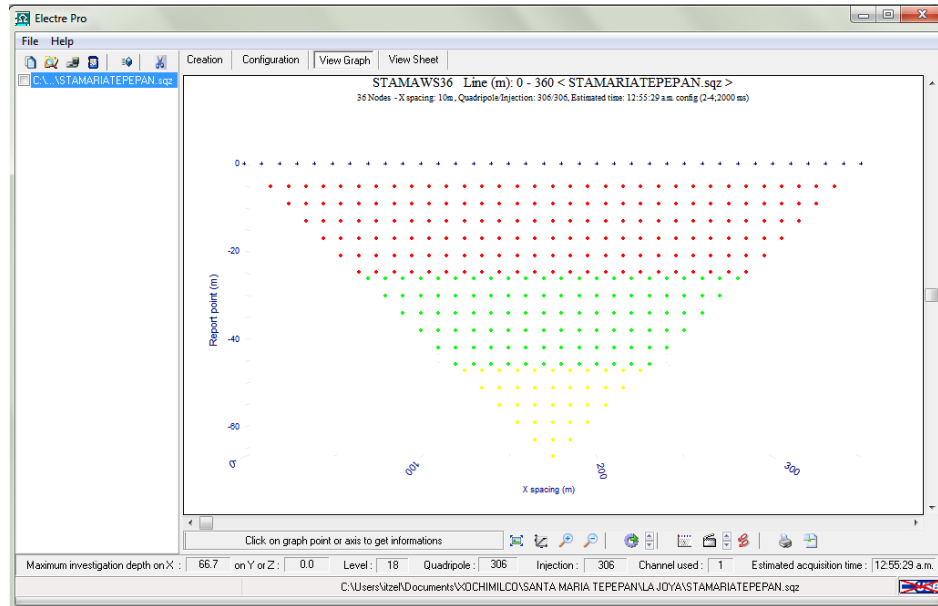 Electre Pro
File Help
Creation Configuration View Graph View Sheet
C:\...\STAMARIATEPEPAN.sqz
STAMAWS36 Line (m): 0 - 360 < STAMARIATEPEPAN.sqz >
36 Nodes - X spacing: 10m, Quadripole/Injection: 306/306, Estimated time: 12:55:29 a.m. config (2-4;2000 ms)
0
-20
-40
-60
Report point (m)
0 100 200 300
X spacing (m)
Click on graph point or axis to get informations
Maximum investigation depth on X : 66.7 on Y or Z : 0.0 Level : 18 Quadripole : 306 Injection : 306 Channel used : 1 Estimated acquisition time : 12:55:29 a.m.
C:\Users\itzel\Documents\XOCHIMILCO\SANTA MARIA TEPEPAN\LA JOYA\STAMARIATEPEPAN.sqz